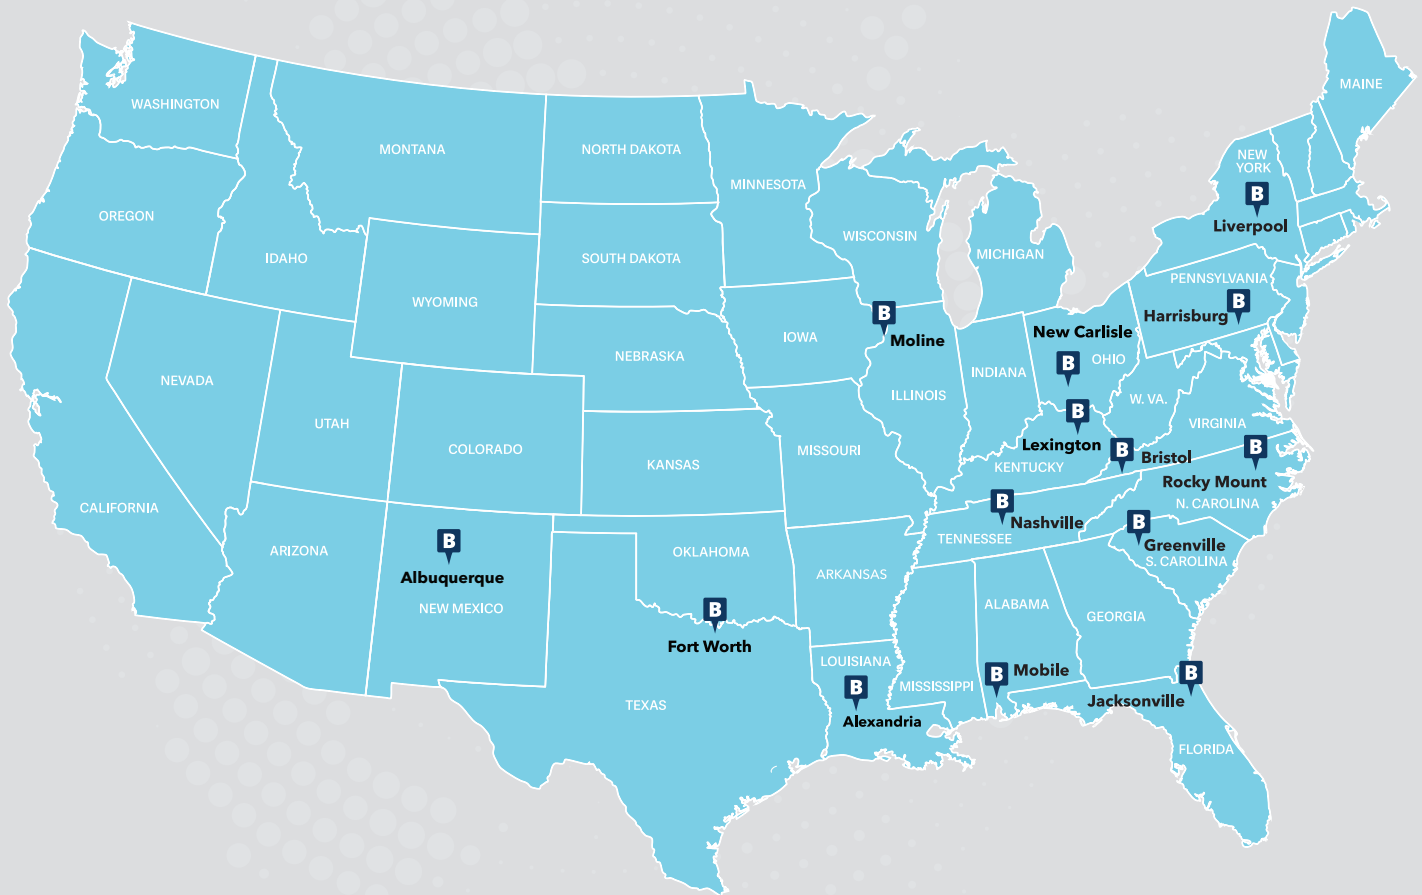 MAINE
WASHINGTON
MONTANA
NORTH DAKOTA
MINNESOTA
NEW
YORK
B
Liverpool
OREGON
IDAHO
SOUTH DAKOTA
WISCONSIN
MICHIGAN
WYOMING
PENNSYLVANIA
B
Harrisburg
B
Moline
IOWA
New Carlisle
B
OHIO
NEBRASKA
NEVADA
INDIANA
ILLINOIS
W. VA.
B
Lexington
UTAH
COLORADO
KANSAS
MISSOURI
KENTUCKY
VIRGINIA
B
Bristol
B
Rocky Mount
CALIFORNIA
B
Nashville
N. CAROLINA
ARIZONA
B
Albuquerque
NEW MEXICO
OKLAHOMA
TENNESSEE
B
Greenville
S. CAROLINA
ARKANSAS
B
Fort Worth
ALABAMA
GEORGIA
TEXAS
LOUISIANA
B
Alexandria
MISSISSIPPI
B
Mobile
B
Jacksonville
FLORIDA